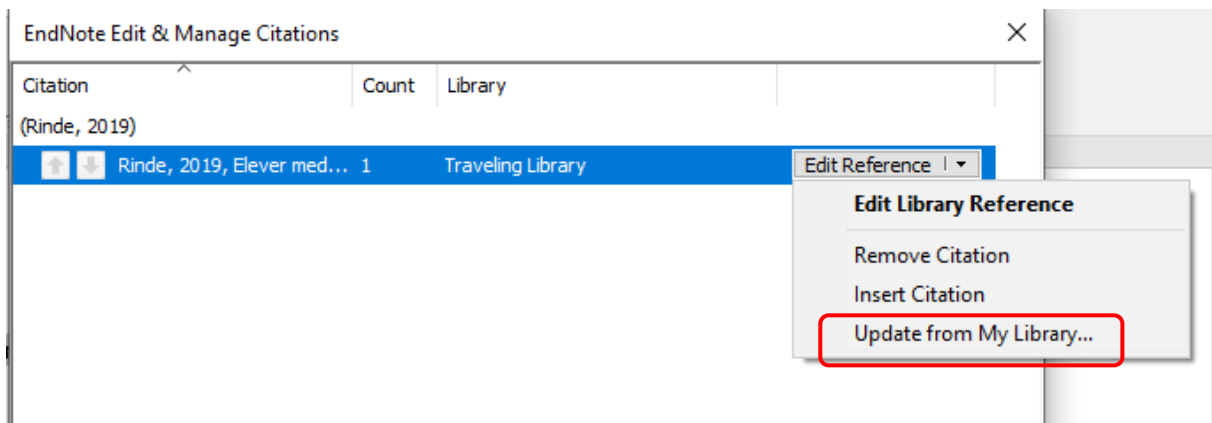 EndNote Edit & Manage Citations
Citation Count Library
(Rinde, 2019)
Rinde, 2019, Elever med... 1 Traveling Library Edit Reference
Edit Library Reference
Remove Citation
Insert Citation
Update from My Library...